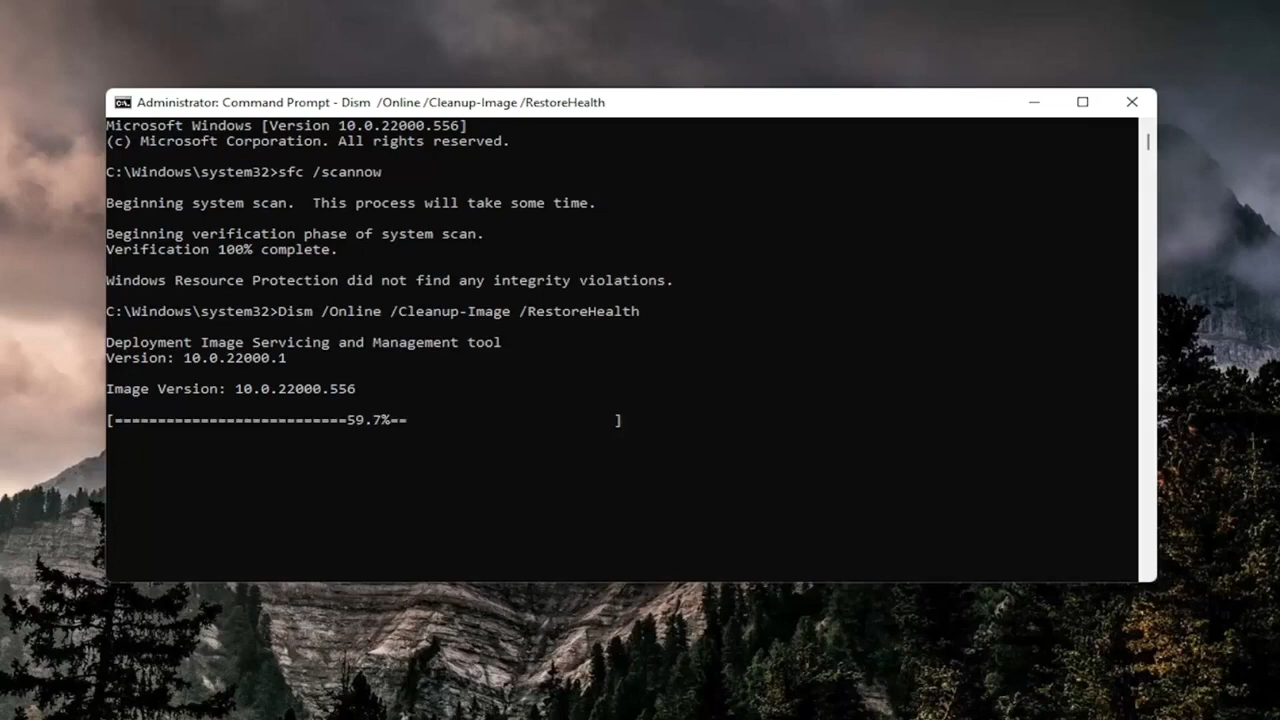 Administrator: Command Prompt - Dism  /Online /Cleanup-Image /RestoreHealth
Microsoft Windows [Version 10.0.22000.556]
(c) Microsoft Corporation. All rights reserved.
C:\Windows\system32>sfc /scannow
Beginning system scan.  This process will take some time.
Beginning verification phase of system scan.
Verification 100% complete.
Windows Resource Protection did not find any integrity violations.
C:\Windows\system32>Dism /Online /Cleanup-Image /RestoreHealth
Deployment Image Servicing and Management tool
Version: 10.0.22000.1
Image Version: 10.0.22000.556
[===========================59.7%==                        ]